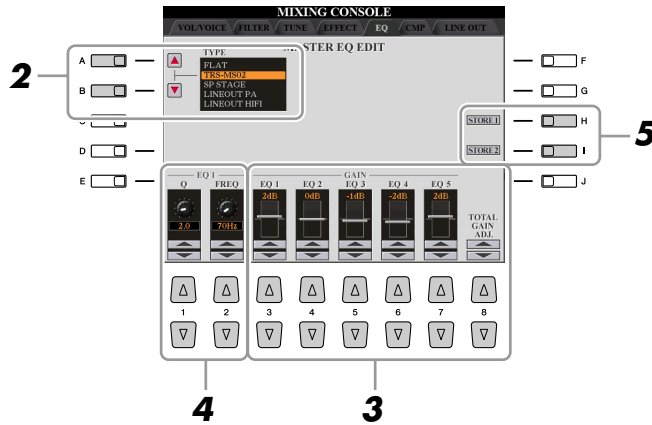 MIXING CONSOLE
VOL/VOICE FILTER TUNE EFFECT EQ CMP LINE OUT
STER EQ EDIT
2
A
B
D
E
TYPE
FLAT
TRS-MS02
SP STAGE
LINEOUT PA
LINEOUT HIFI
F
G
H
I
J
STORE 1
STORE 2
5
EQ 1
Q FREQ
2.0 70Hz
GAIN
EQ 1 EQ 2 EQ 3 EQ 4 EQ 5
2dB 0dB -1dB -2dB 2dB
TOTAL
GAIN
ADJ.
1 2 3 4 5 6 7 8
4 3